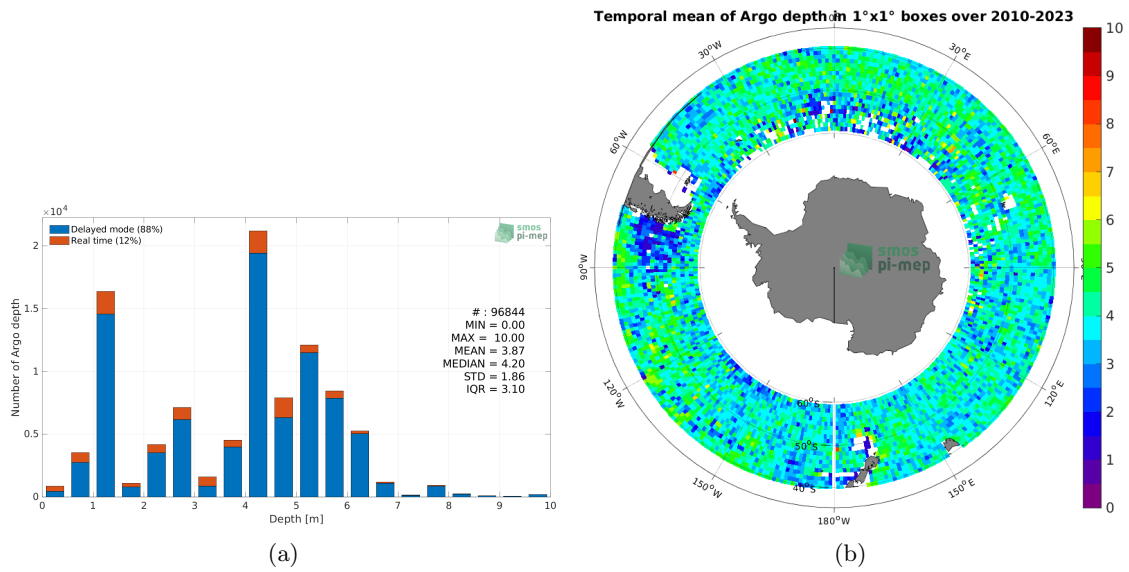 Temporal mean of Argo depth in 1°x1° boxes over 2010-2023
×10⁴
Delayed mode (88%)
Real time (12%)
smos
pi-mep
# : 96844
MIN = 0.00
MAX = 10.00
MEAN = 3.87
MEDIAN = 4.20
STD = 1.86
IQR = 3.10
Number of Argo depth
2
1.5
1
0.5
0
0 1 2 3 4 5 6 7 8 9 10
Depth [m]
(a)
30°W
30°E
60°W
60°E
90°W
120°W
120°E
150°W
150°E
180°W
60°S
50°S
40°S
smos
pi-mep
10
9
8
7
6
5
4
3
2
1
0
(b)